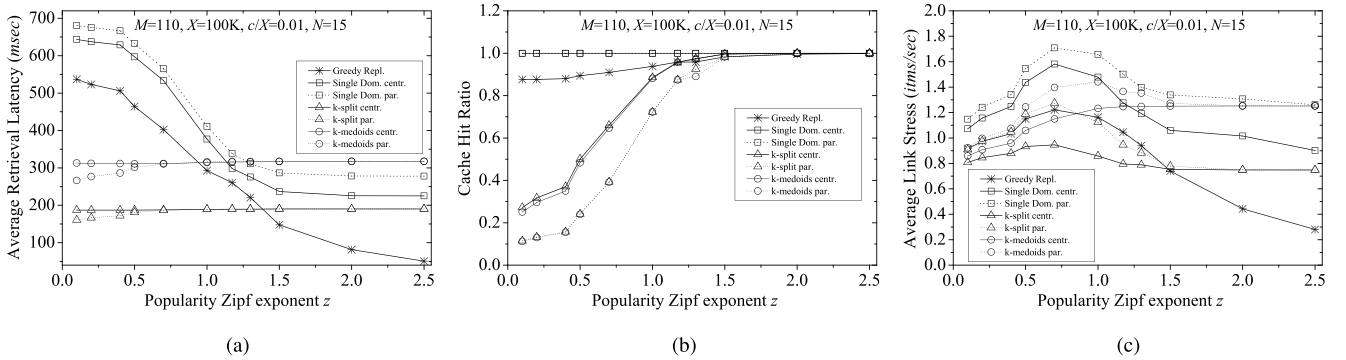 M=110, X=100K, c/X=0.01, N=15
Average Retrieval Latency (msec)
700
600
500
400
300
200
100
0.0 0.5 1.0 1.5 2.0 2.5
Popularity Zipf exponent z
Greedy Repl.
Single Dom. centr.
Single Dom. par.
k-split centr.
k-split par.
k-medoids centr.
k-medoids par.
(a)
M=110, X=100K, c/X=0.01, N=15
Cache Hit Ratio
1.2
1.0
0.8
0.6
0.4
0.2
0.0
0.0 0.5 1.0 1.5 2.0 2.5
Popularity Zipf exponent z
Greedy Repl.
Single Dom. centr.
Single Dom. par.
k-split centr.
k-split par.
k-medoids centr.
k-medoids par.
(b)
M=110, X=100K, c/X=0.01, N=15
Average Link Stress (itms/sec)
2.0
1.8
1.6
1.4
1.2
1.0
0.8
0.6
0.4
0.2
0.0
0.0 0.5 1.0 1.5 2.0 2.5
Popularity Zipf exponent z
Greedy Repl.
Single Dom. centr.
Single Dom. par.
k-split centr.
k-split par.
k-medoids centr.
k-medoids par.
(c)